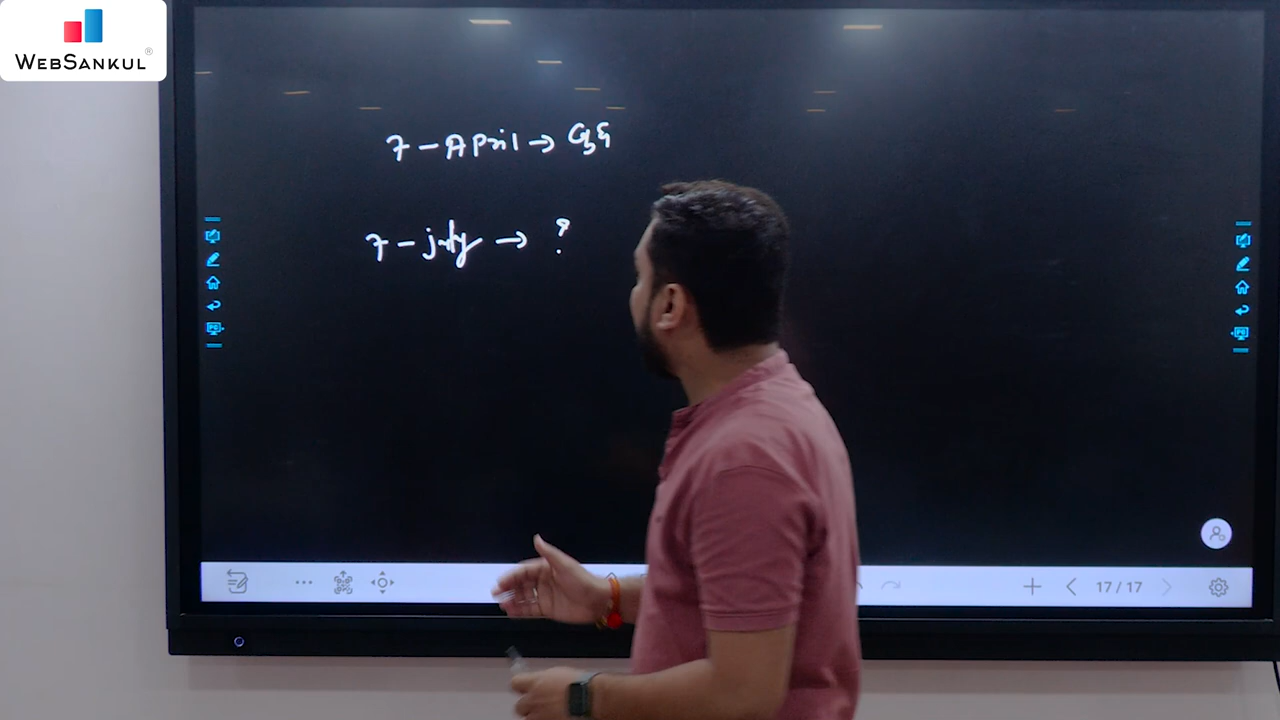 WEBSANKUL®
7 - April →
7 - july → ?
17/17